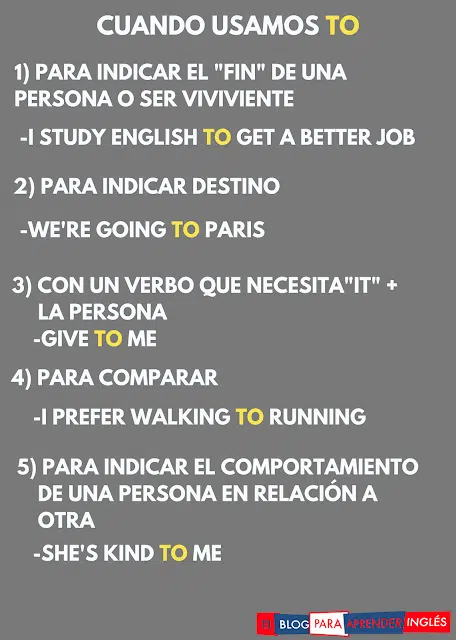 CUANDO USAMOS TO
1) PARA INDICAR EL "FIN" DE UNA
PERSONA O SER VIVIVIENTE
-I STUDY ENGLISH TO GET A BETTER JOB
2) PARA INDICAR DESTINO
-WE'RE GOING TO PARIS
3) CON UN VERBO QUE NECESITA"IT" +
LA PERSONA
-GIVE TO ME
4) PARA COMPARAR
-I PREFER WALKING TO RUNNING
5) PARA INDICAR EL COMPORTAMIENTO
DE UNA PERSONA EN RELACIÓN A
OTRA
-SHE'S KIND TO ME
El BLOG PARA APRENDER INGLÉS